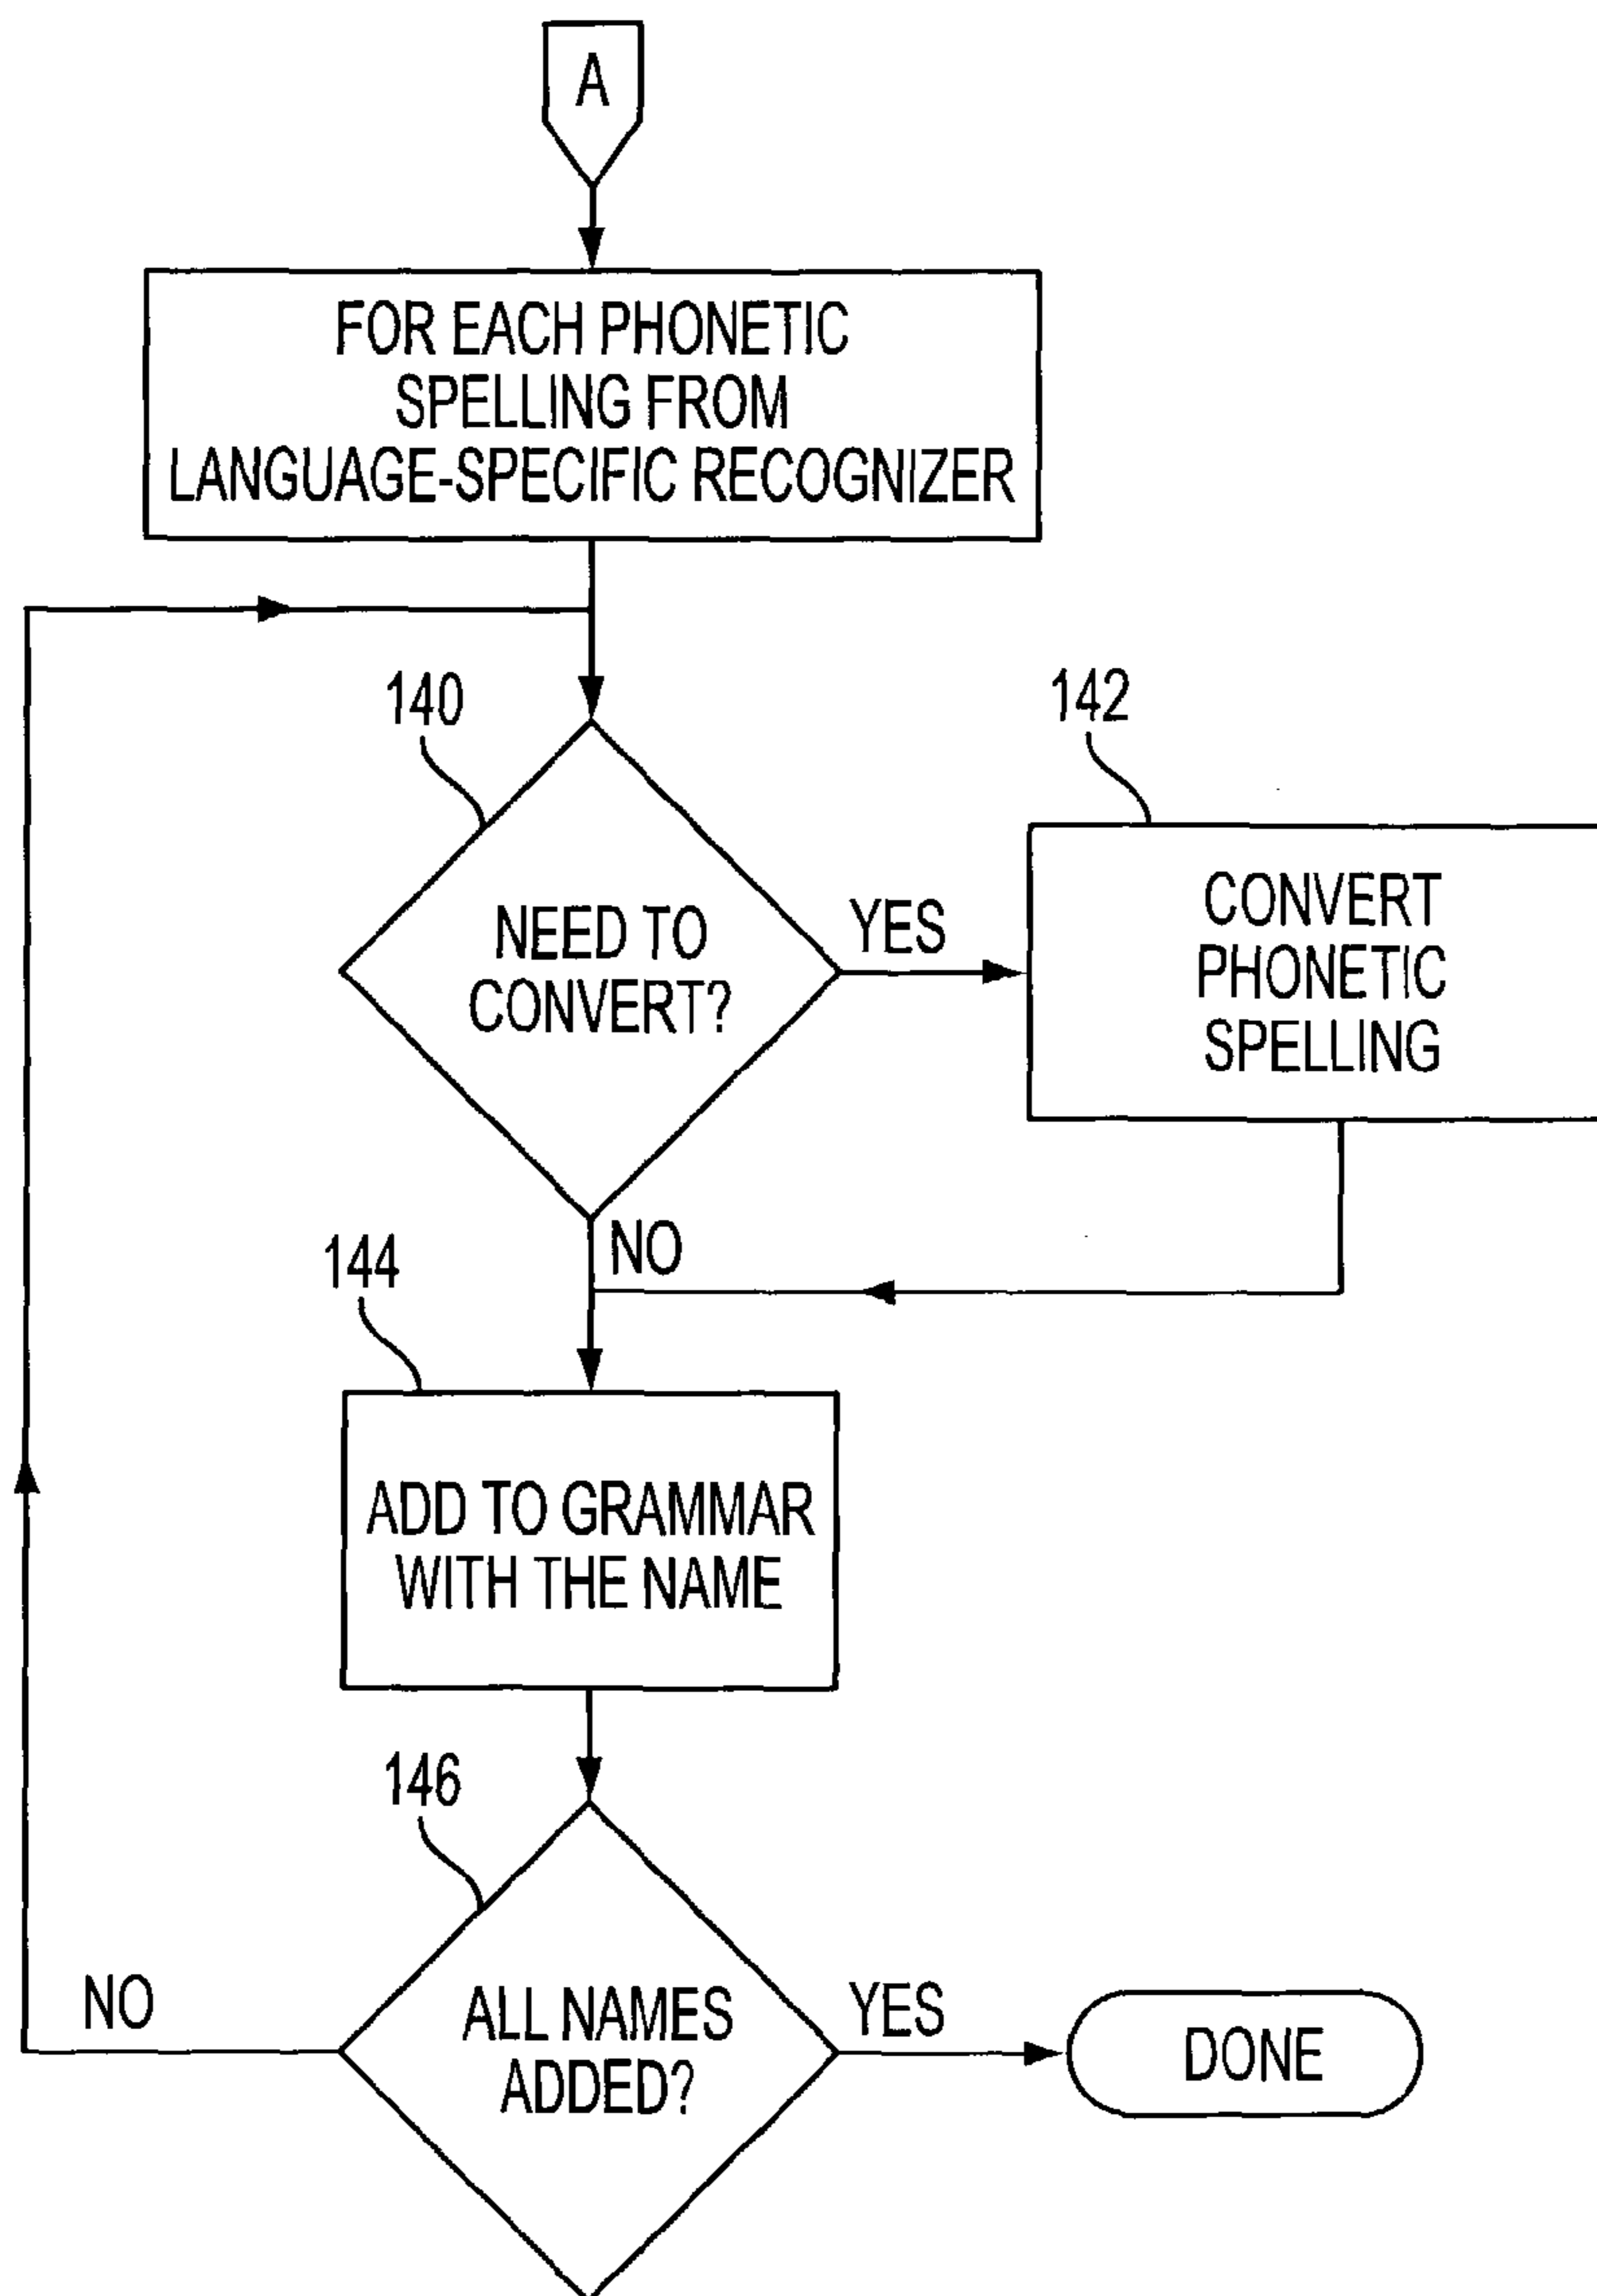 A
FOR EACH PHONETIC
SPELLING FROM
LANGUAGE-SPECIFIC RECOGNIZER
140
142
NEED TO
CONVERT?
YES
CONVERT
PHONETIC
SPELLING
NO
144
ADD TO GRAMMAR
WITH THE NAME
146
NO
ALL NAMES
ADDED?
YES
DONE